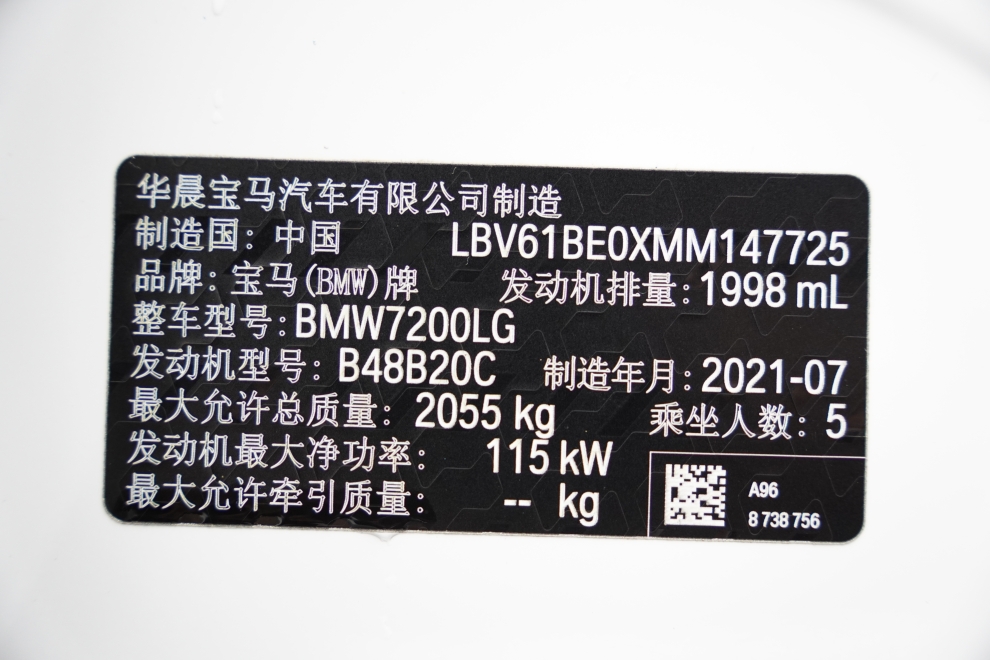 华晨宝马汽车有限公司制造
制造国：中国 LBV61BE0XMM147725
品牌：宝马(BMW)牌 发动机排量：1998 mL
整车型号：BMW7200LG
发动机型号：B48B20C 制造年月：2021-07
最大允许总质量：2055 kg 乘坐人数：5
发动机最大净功率：115 kW
最大允许牵引质量：-- kg
A96
8 738 756